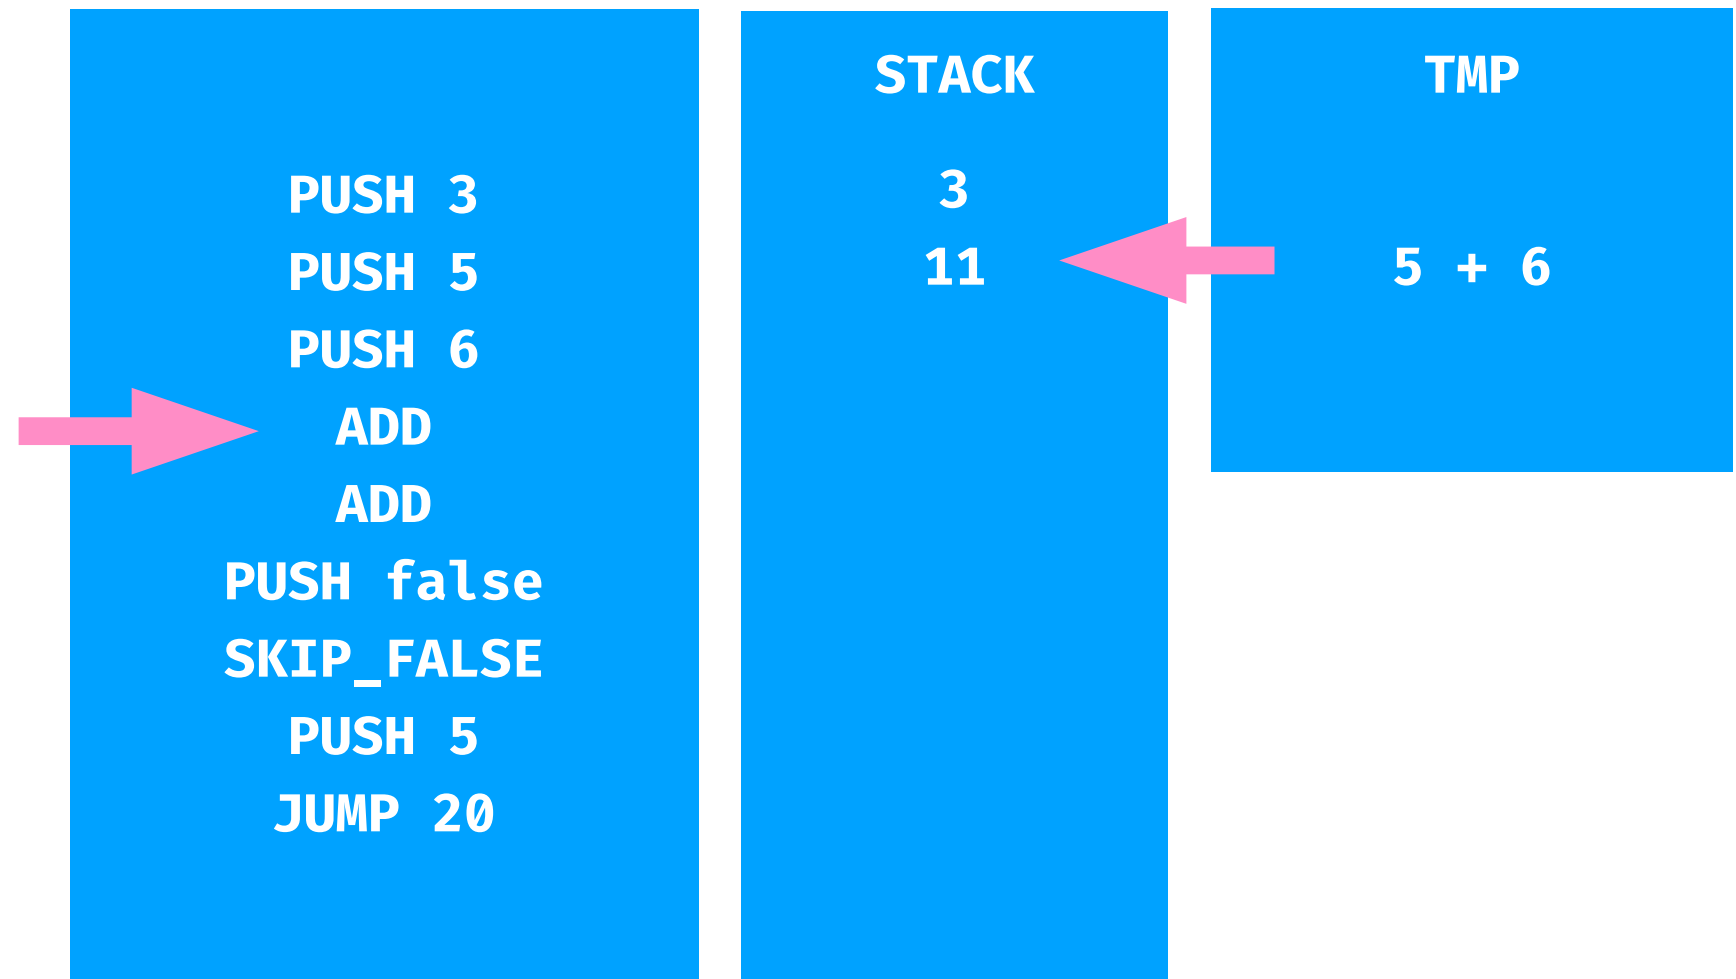 PUSH 3
PUSH 5
PUSH 6
ADD
ADD
PUSH false
SKIP_FALSE
PUSH 5
JUMP 20
STACK
3
11
TMP
5 + 6